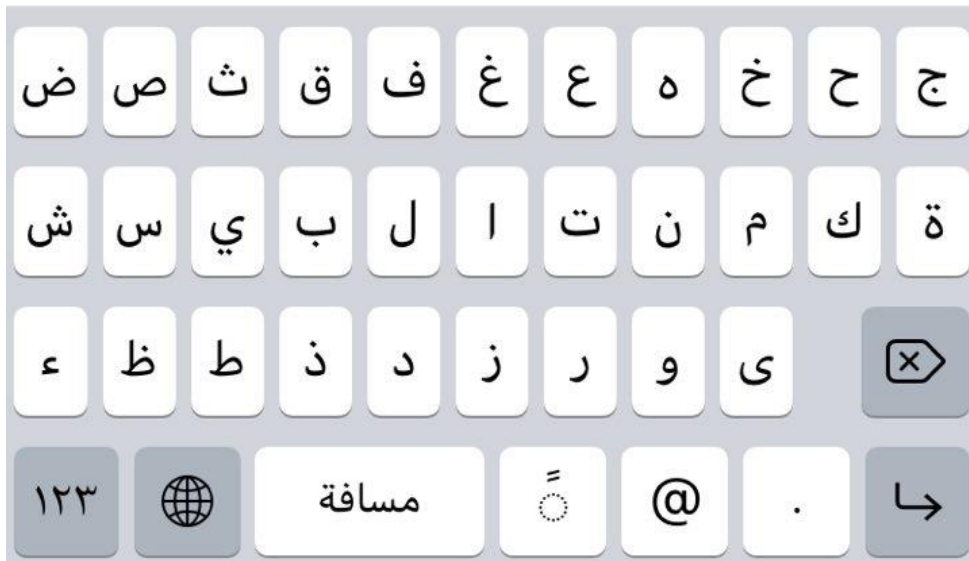 ض ص ث ق ف غ ع ه خ ح ج
ش س ي ب ل ا ت ن م ك ة
ء ظ ط ذ د ز ر و ى
١٢٣ مسافة ً @ .